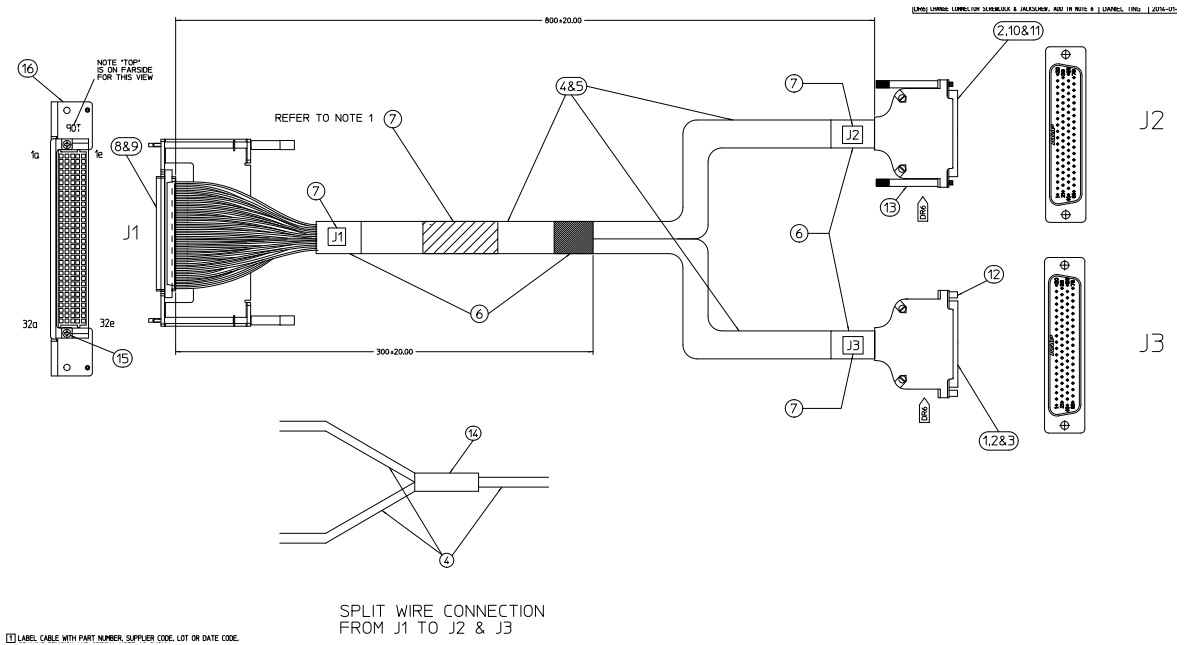 DR6 CHANGE CONNECTOR SCREWLOCK & JACKSCREW, ADD IN NOTE 6 DANIEL TING 2014-01-
800±20.00
2,10&11
16
NOTE "TOP"
IS ON FARSIDE
FOR THIS VIEW
7
4&5
J2
REFER TO NOTE 1
7
TOP
8&9
J2
1a
1e
7
13
DR6
J1
J1
6
12
32a
32e
6
J3
J3
15
300±20.00
7
DR6
1,2&3
14
4
SPLIT WIRE CONNECTION
FROM J1 TO J2 & J3
1 LABEL CABLE WITH PART NUMBER, SUPPLIER CODE, LOT OR DATE CODE.